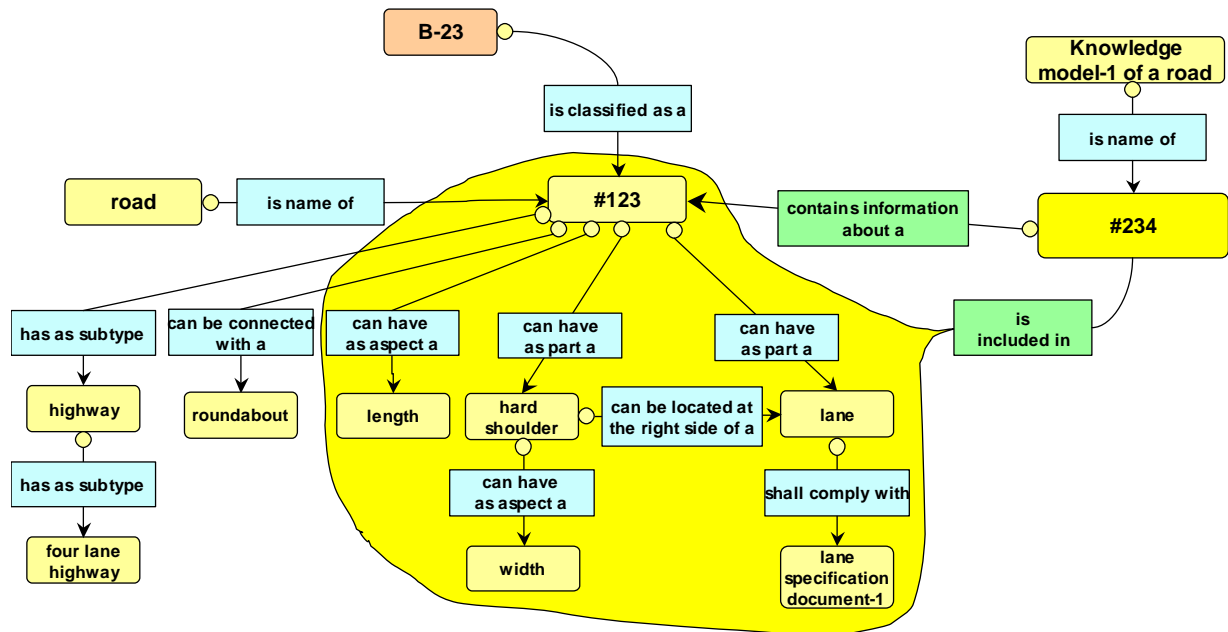 B-23
Knowledge
model-1 of a road
is classified as a
is name of
road
is name of
#123
contains information
about a
#234
has as subtype
can be connected
with a
can have
as aspect a
can have
as part a
can have
as part a
is
included in
highway
roundabout
length
hard
shoulder
can be located at
the right side of a
lane
has as subtype
can have
as aspect a
shall comply with
four lane
highway
width
lane
specification
document-1